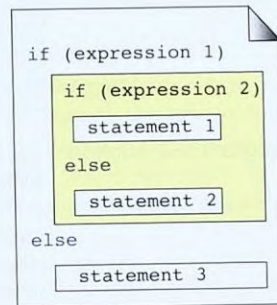 if (expression 1)
if (expression 2)
statement 1
else
statement 2
else
statement 3